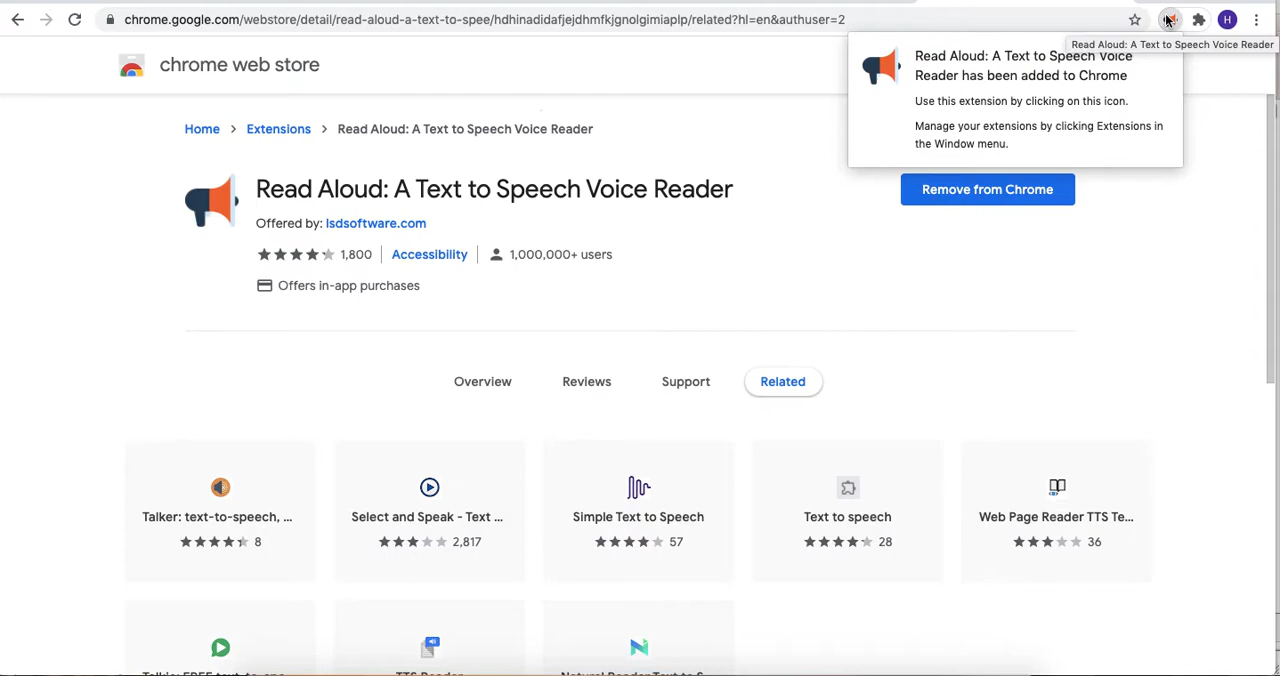 chrome.google.com/webstore/detail/read-aloud-a-text-to-spee/hdhinadidafjejdhmfkjgnolgimiaplp/related?hl=en&authuser=2
H
Read Aloud: A Text to Speech Voice Reader
chrome web store
Read Aloud: A Text to Speech Voice
Reader has been added to Chrome
Use this extension by clicking on this icon.
Manage your extensions by clicking Extensions in
the Window menu.
Home > Extensions > Read Aloud: A Text to Speech Voice Reader
Read Aloud: A Text to Speech Voice Reader
Remove from Chrome
Offered by: lsdsoftware.com
1,800 Accessibility 1,000,000+ users
Offers in-app purchases
Overview Reviews Support Related
Talker: text-to-speech, ... Select and Speak - Text ... Simple Text to Speech Text to speech Web Page Reader TTS Te...
8 2,817 57 28 36
TTS Reader